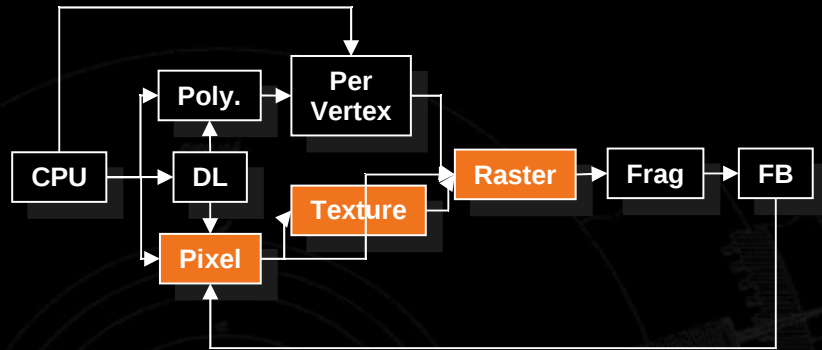 Poly.
Per
Vertex
CPU
DL
Texture
Raster
Frag
FB
Pixel